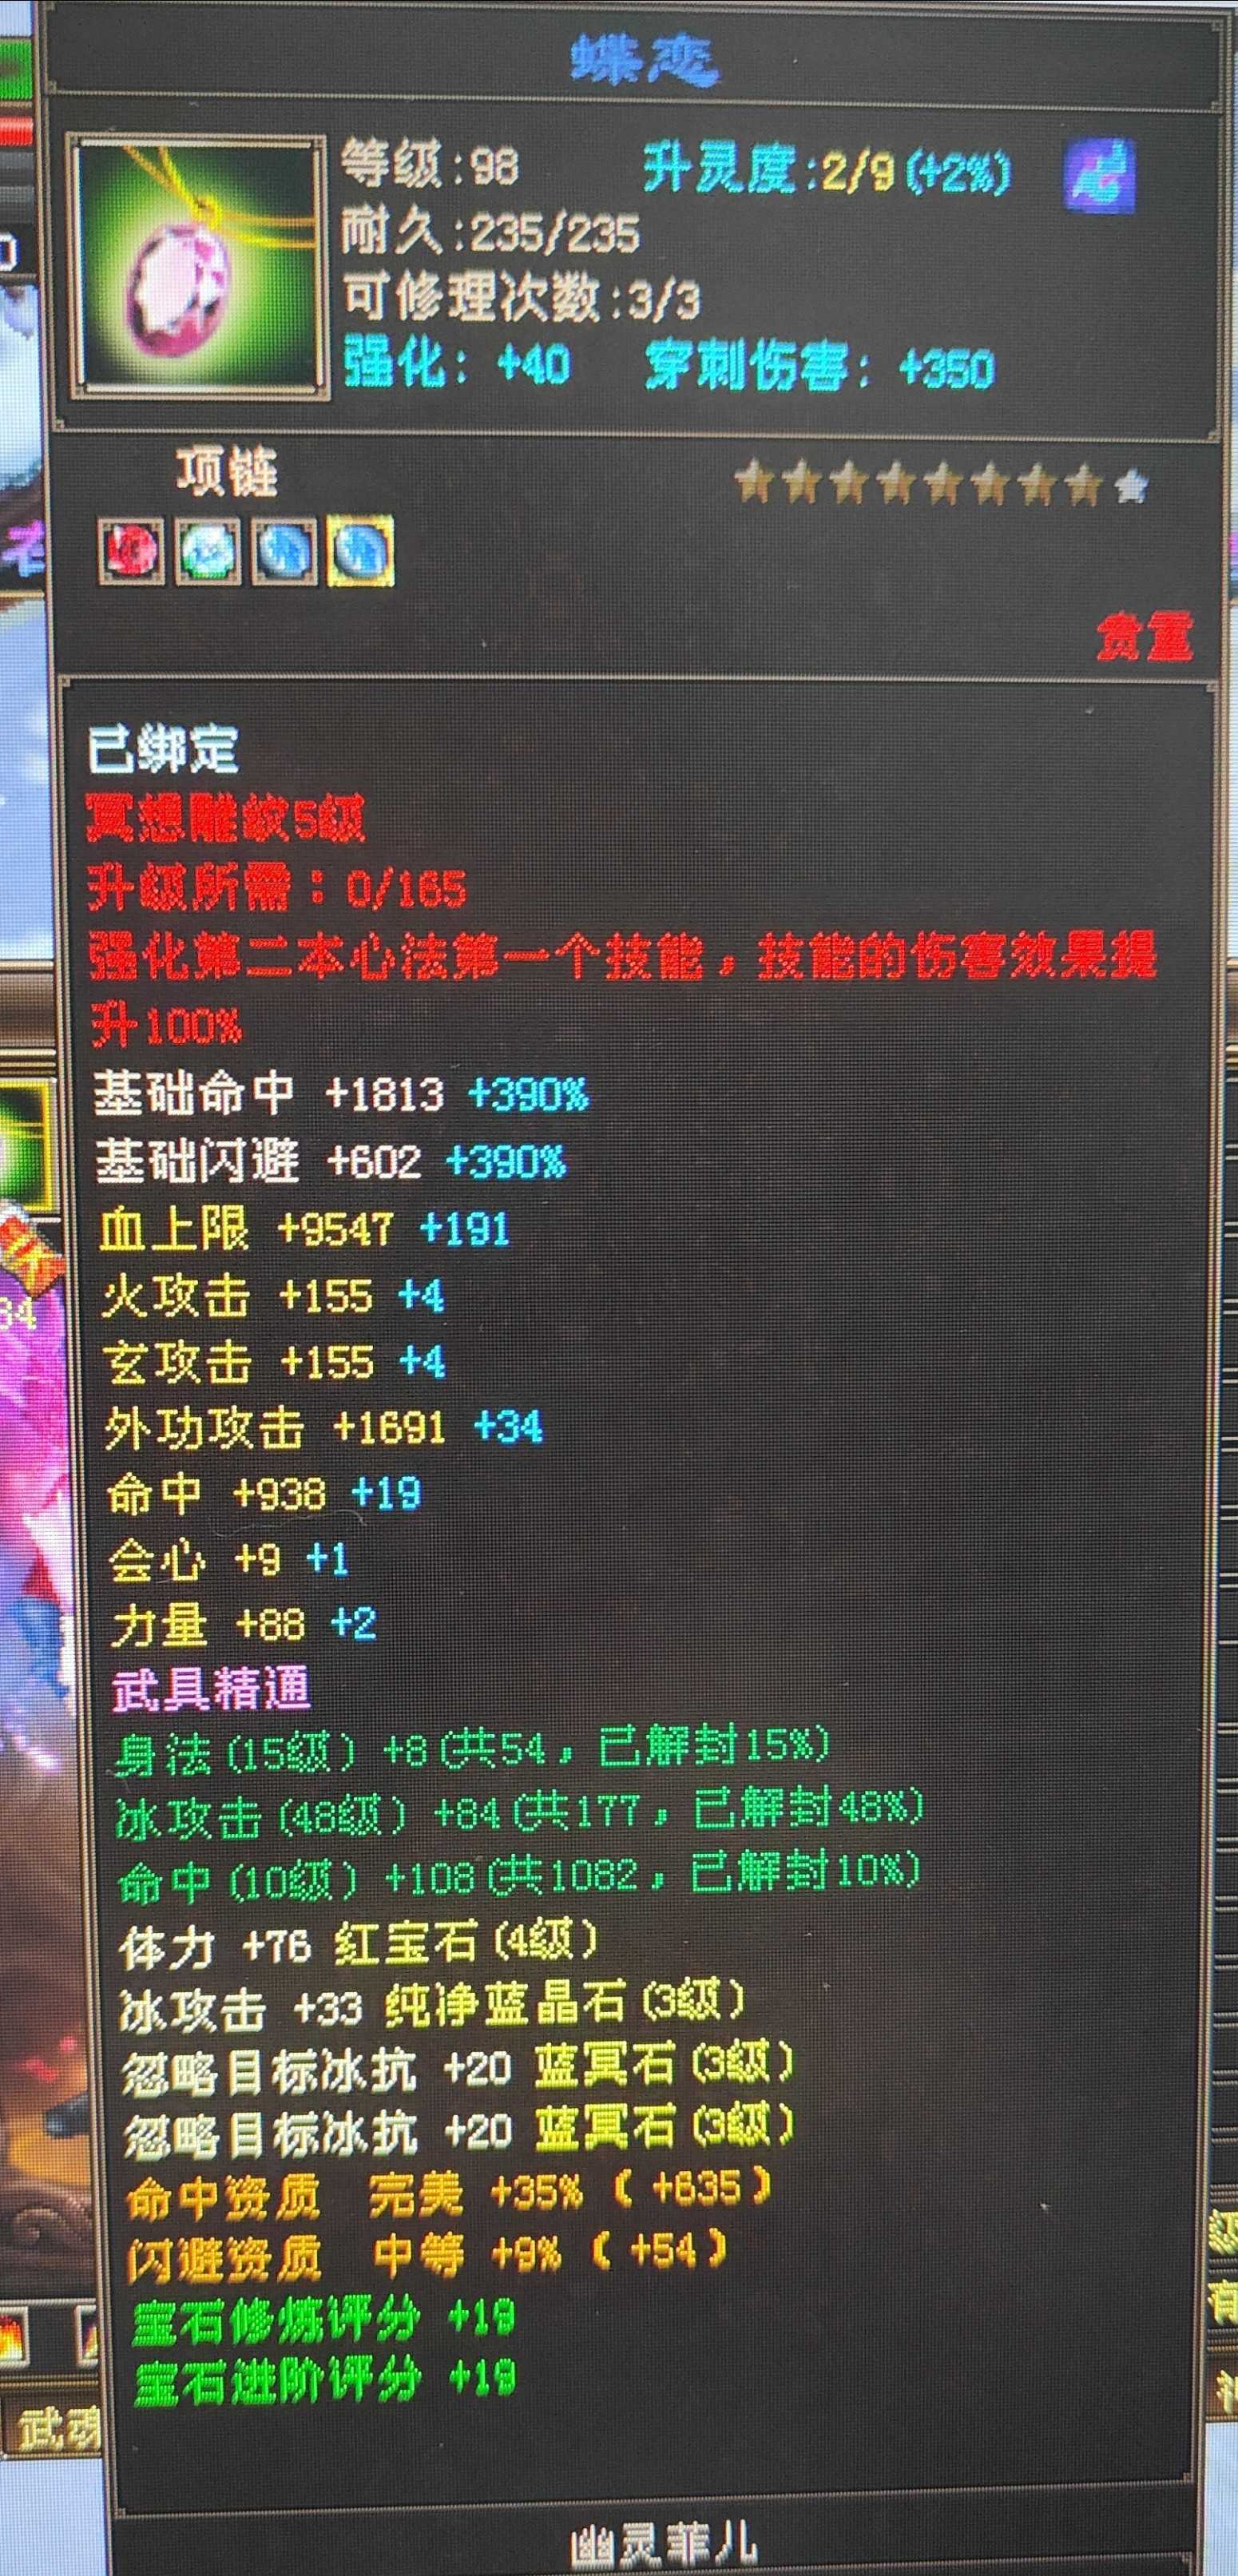 蝶恋
等级:98 升灵度:2/9(+2%)
耐久:235/235
可修理次数:3/3
强化: +40 穿刺伤害: +350
项链
贵重
已绑定
冥想雕纹5级
升级所需：0/165
强化第二本心法第一个技能，技能的伤害效果提
升100%
基础命中 +1813 +390%
基础闪避 +602 +390%
血上限 +9547 +191
火攻击 +155 +4
玄攻击 +155 +4
外功攻击 +1691 +34
命中 +938 +19
会心 +9 +1
力量 +88 +2
武具精通
身法(15级) +8(共54，已解封15%)
冰攻击(48级) +84(共177，已解封48%)
命中(10级) +108(共1082，已解封10%)
体力 +76 红宝石(4级)
冰攻击 +33 纯净蓝晶石(3级)
忽略目标冰抗 +20 蓝冥石(3级)
忽略目标冰抗 +20 蓝冥石(3级)
命中资质 完美 +35% ( +635 )
闪避资质 中等 +9% ( +54 )
宝石修炼评分 +19
宝石进阶评分 +19
武魂
幽灵菲儿